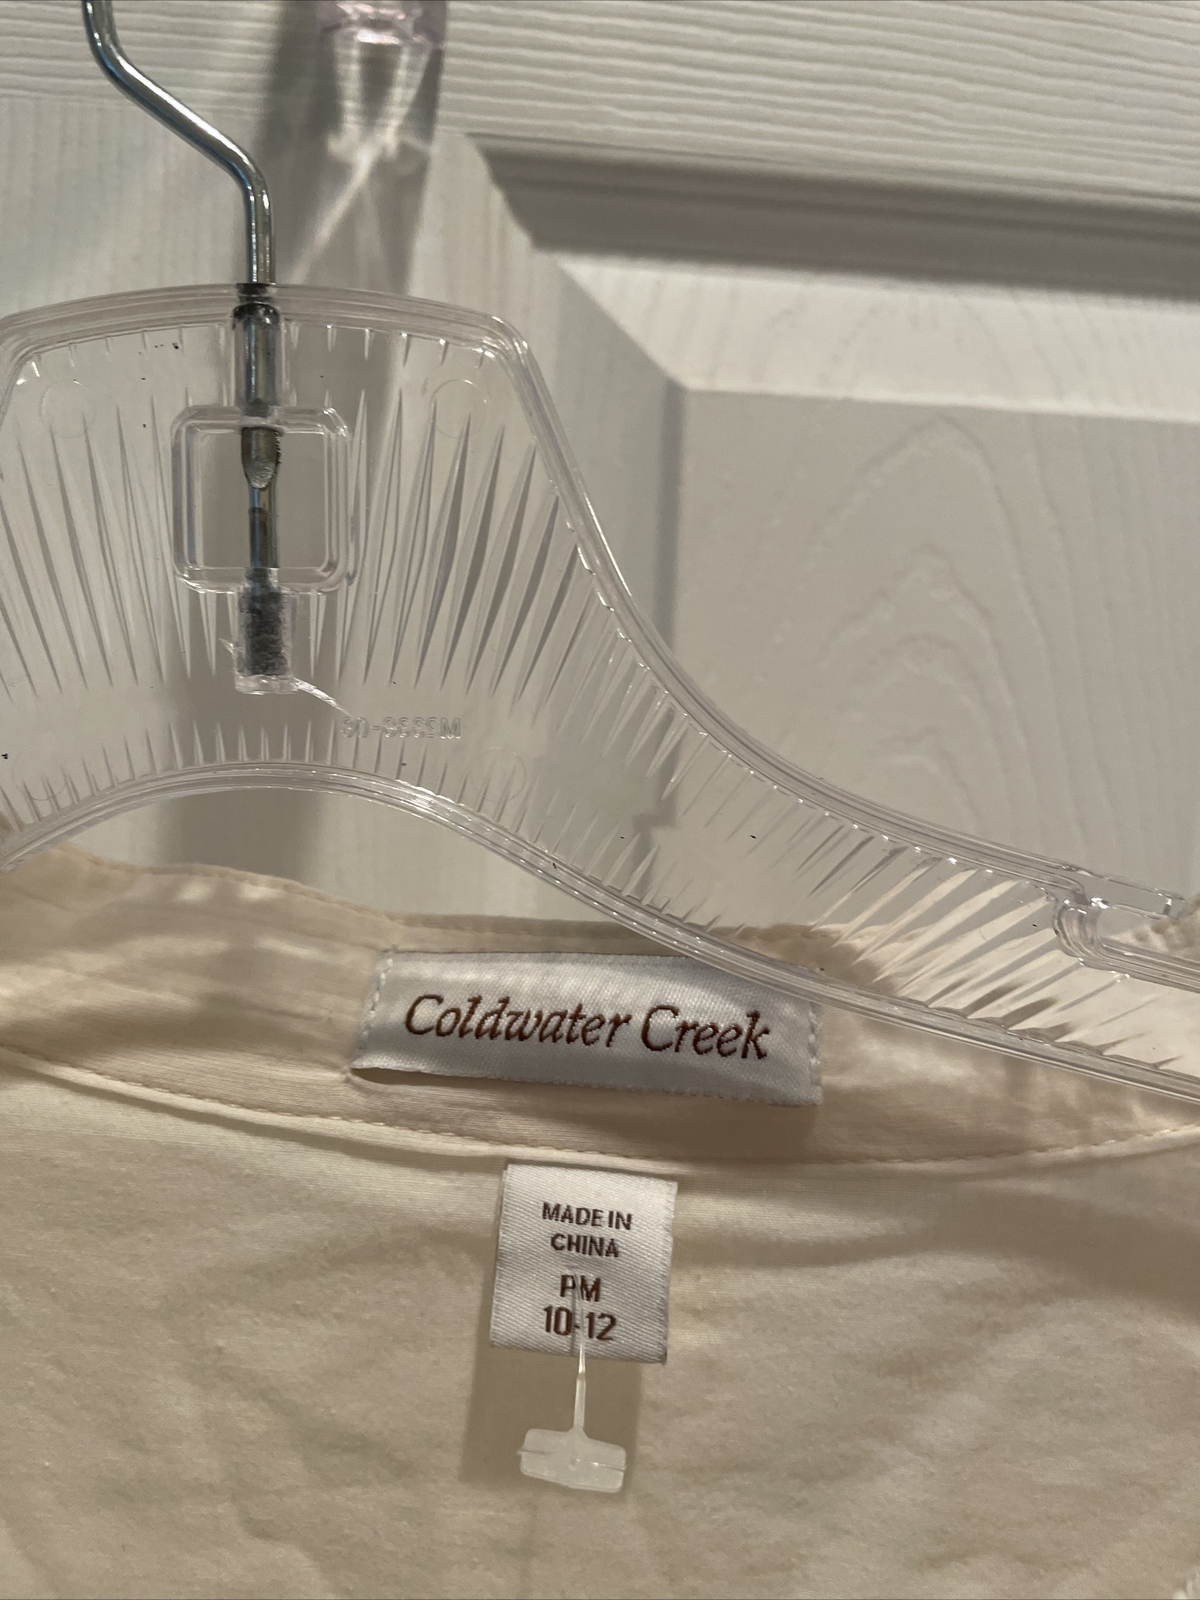 Coldwater Creek
MADE IN
CHINA
PM
10-12